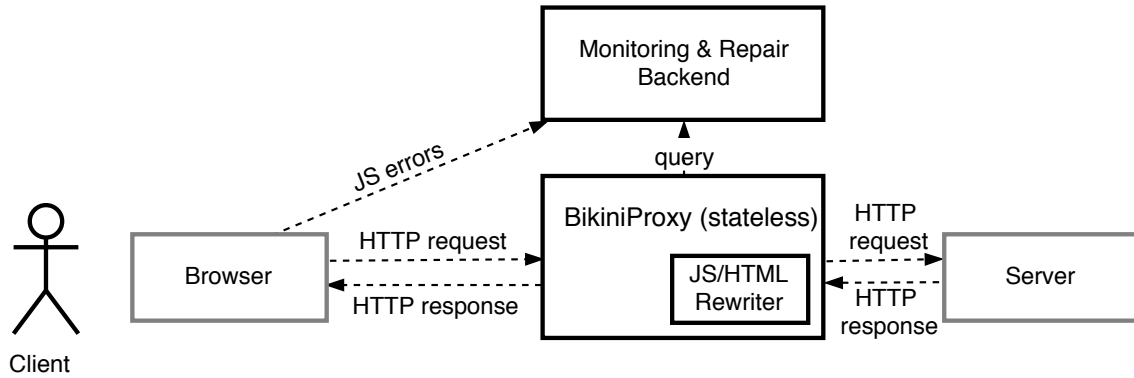 Monitoring & Repair
Backend
JS errors
query
BikiniProxy (stateless)
HTTP request
HTTP
request
Browser
JS/HTML
Rewriter
Server
HTTP response
HTTP
response
Client